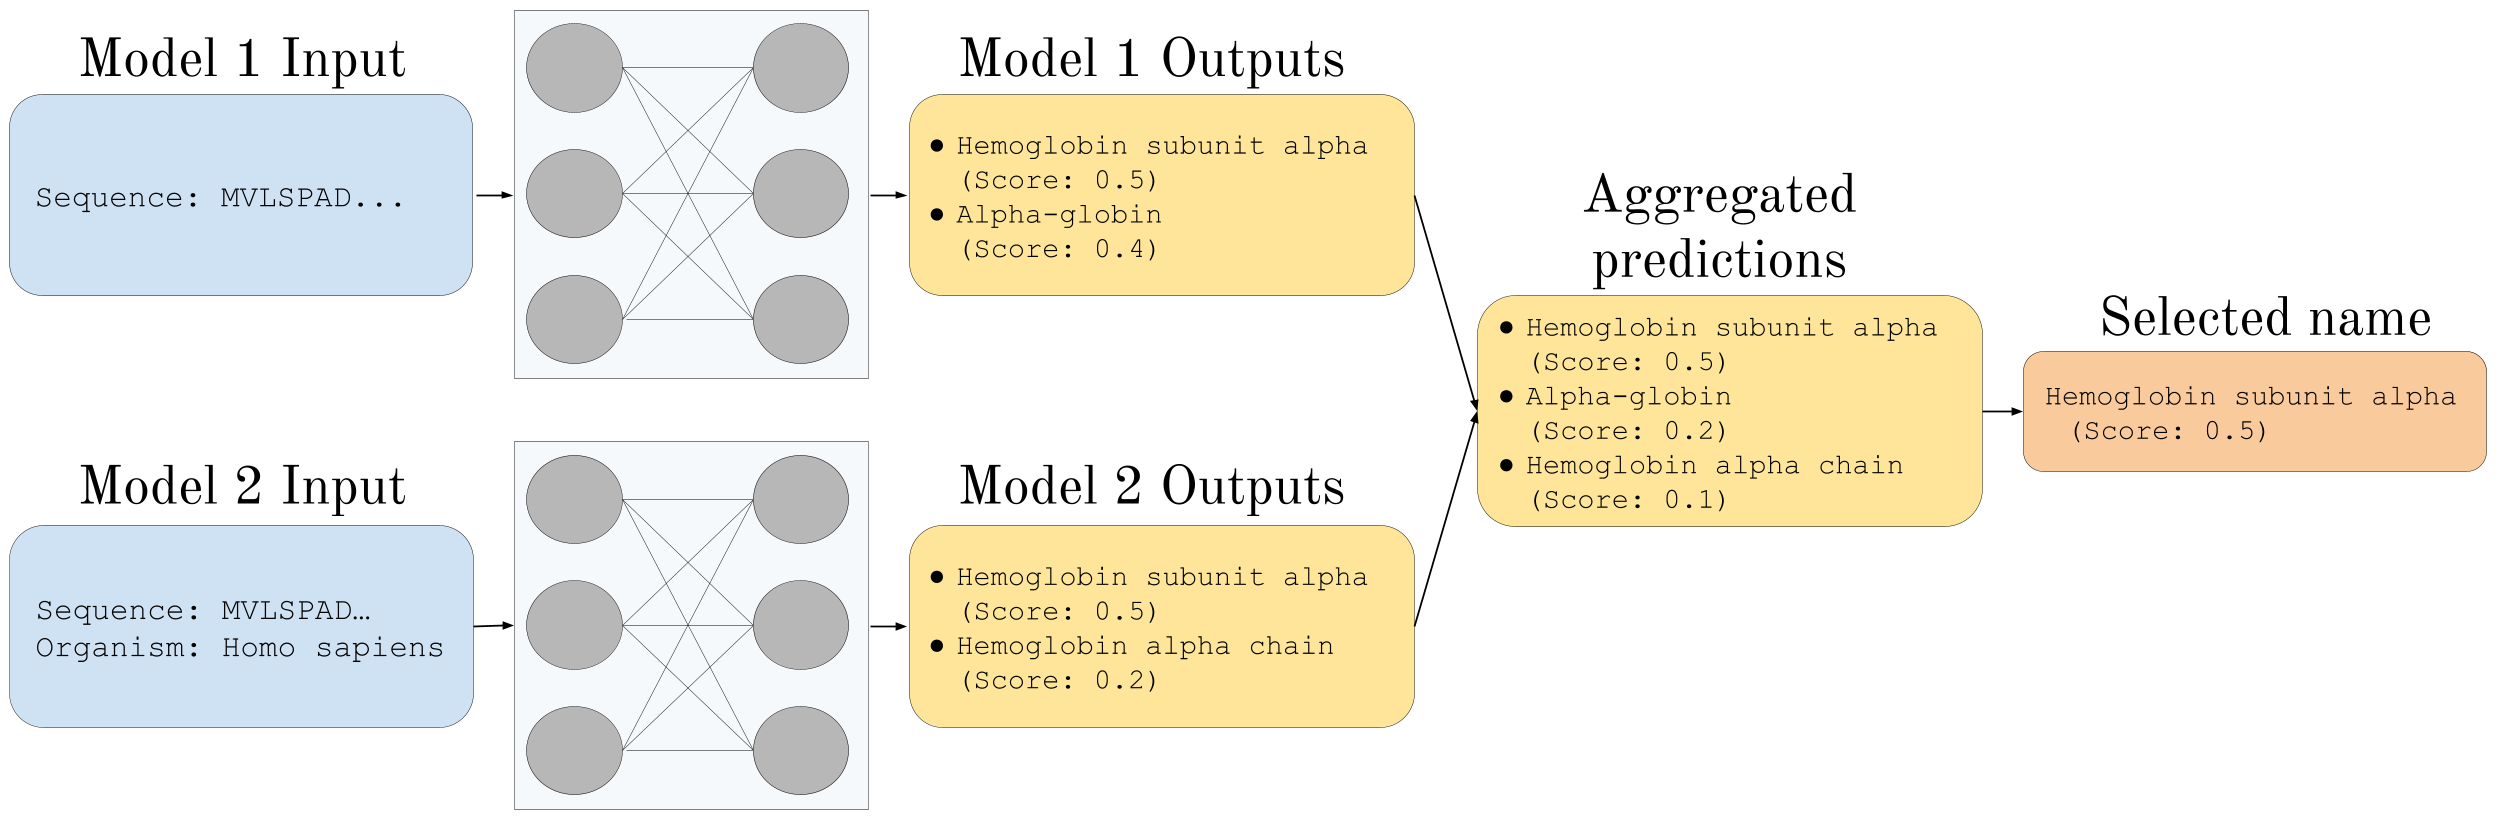 Model 1 Input
Sequence: MVLSPAD...
Model 1 Outputs
● Hemoglobin subunit alpha
(Score: 0.5)
● Alpha-globin
(Score: 0.4)
Model 2 Input
Sequence: MVLSPAD…
Organism: Homo sapiens
Model 2 Outputs
● Hemoglobin subunit alpha
(Score: 0.5)
● Hemoglobin alpha chain
(Score: 0.2)
Aggregated
predictions
● Hemoglobin subunit alpha
(Score: 0.5)
● Alpha-globin
(Score: 0.2)
● Hemoglobin alpha chain
(Score: 0.1)
Selected name
Hemoglobin subunit alpha
(Score: 0.5)